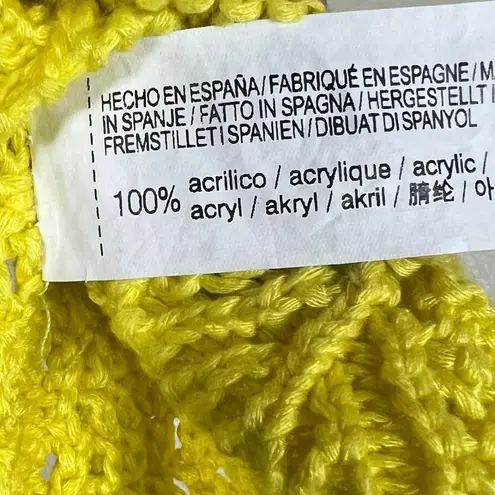 HECHO EN ESPAÑA / FABRIQUÉ EN ESPAGNE / M
IN SPANJE / FATTO IN SPAGNA / HERGESTELLT I
FREMSTILLET I SPANIEN / DIBUAT DI SPANYOL
100% acrilico / acrylique / acrylic /
acryl / akryl / akril / 腈纶 / 아